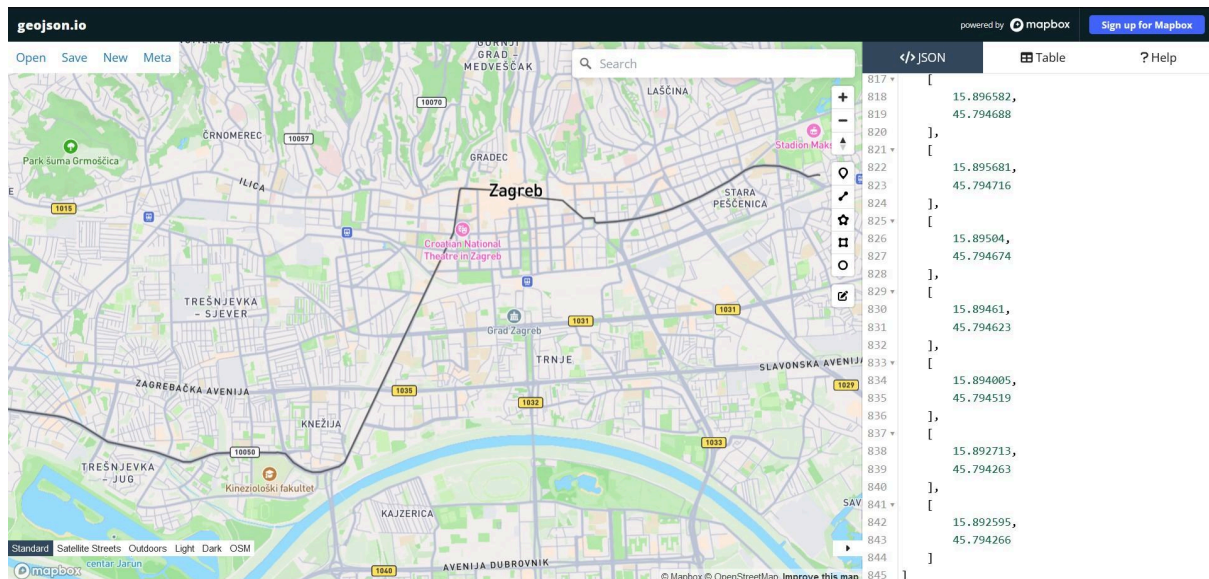 geojson.io
powered by mapbox
Sign up for Mapbox
Open Save New Meta
Search
</> JSON
Table
? Help
GORNJI
GRAD –
MEDVEŠČAK
LAŠČINA
10070
ČRNOMEREC
10057
Park šuma Grmoščica
Stadion Maks
GRADEC
ILICA
Zagreb
STARA
PEŠČENICA
1015
Croatian National
Theatre in Zagreb
TREŠNJEVKA
– SJEVER
Grad Zagreb
1031
1031
TRNJE
SLAVONSKA AVENIJ
ZAGREBAČKA AVENIJA
1035
1029
1032
KNEŽIJA
1033
10050
TREŠNJEVKA
– JUG
Kineziološki fakultet
KAJZERICA
SAV
Standard Satellite Streets Outdoors Light Dark OSM
centar Jarun
mapbox
1040
AVENIJA DUBROVNIK
© Mapbox © OpenStreetMap Improve this map
817 [
818 15.896582,
819 45.794688
820 ],
821 [
822 15.895681,
823 45.794716
824 ],
825 [
826 15.89504,
827 45.794674
828 ],
829 [
830 15.89461,
831 45.794623
832 ],
833 [
834 15.894005,
835 45.794519
836 ],
837 [
838 15.892713,
839 45.794263
840 ],
841 [
842 15.892595,
843 45.794266
844 ]
845 ]